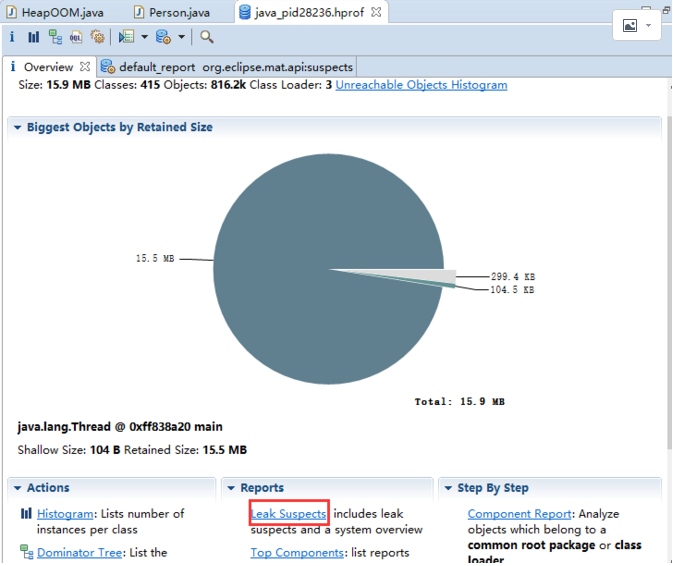 HeapOOM.java Person.java java_pid28236.hprof
Overview default_report org.eclipse.mat.api:suspects
Size: 15.9 MB Classes: 415 Objects: 816.2k Class Loader: 3 Unreachable Objects Histogram
Biggest Objects by Retained Size
15.5 MB
299.4 KB
104.5 KB
Total: 15.9 MB
java.lang.Thread @ 0xff838a20 main
Shallow Size: 104 B Retained Size: 15.5 MB
Actions
Histogram: Lists number of
instances per class
Dominator Tree: List the
Reports
Leak Suspects: includes leak
suspects and a system overview
Top Components: list reports
Step By Step
Component Report: Analyze
objects which belong to a
common root package or class
loader